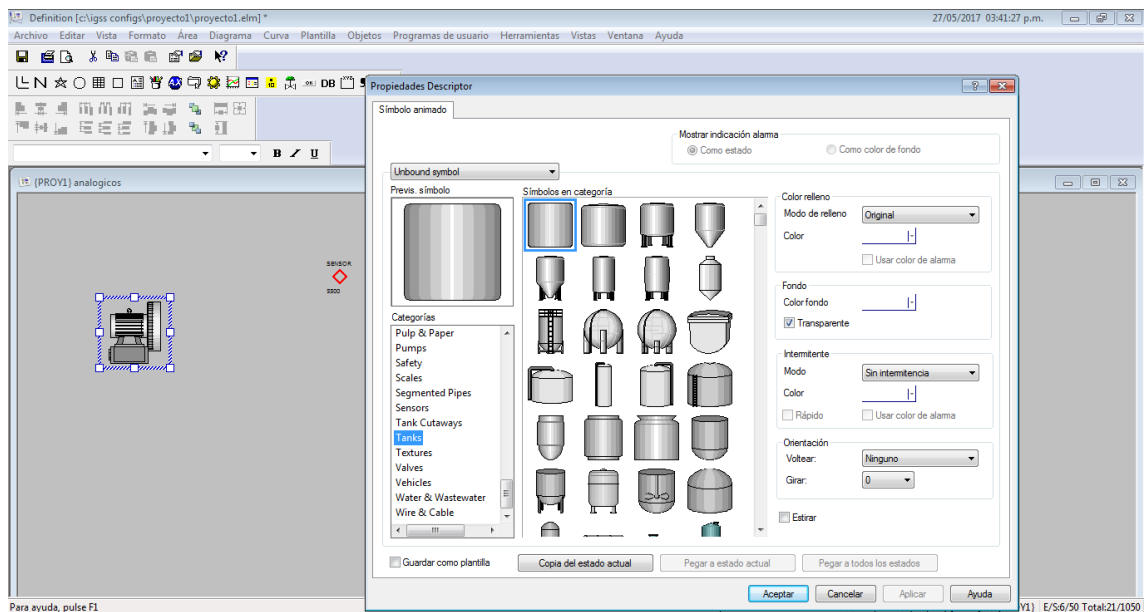 Definition [c:\igss configs\proyecto1\proyecto1.elm] *
27/05/2017 03:41:27 p.m.
Archivo Editar Vista Formato Área Diagrama Curva Plantilla Objetos Programas de usuario Herramientas Vistas Ventana Ayuda
DB
B I U
{PROY1} analogicos
SENSOR
Propiedades Descriptor
Símbolo animado
Mostrar indicación alarma
Como estado
Como color de fondo
Unbound symbol
Previs. símbolo
Símbolos en categoría
Categorías
Pulp & Paper
Pumps
Safety
Scales
Segmented Pipes
Sensors
Tank Cutaways
Tanks
Textures
Valves
Vehicles
Water & Wastewater
Wire & Cable
Color relleno
Modo de relleno Original
Color
Usar color de alarma
Fondo
Color fondo
Transparente
Intermitente
Modo Sin intermitencia
Color
Rápido Usar color de alarma
Orientación
Voltear: Ninguno
Girar: 0
Estirar
Guardar como plantilla
Copia del estado actual
Pegar a estado actual
Pegar a todos los estados
Aceptar Cancelar Aplicar Ayuda
Para ayuda, pulse F1
Y1} E/S:6/50 Total:21/1050